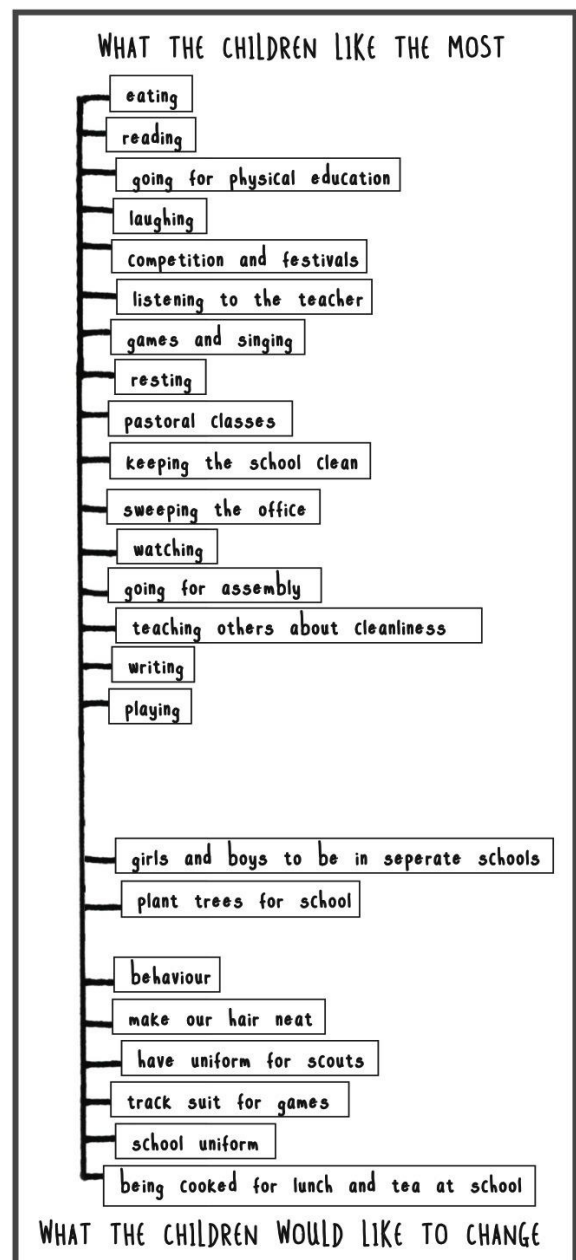 WHAT THE CHILDREN LIKE THE MOST
eating
reading
going for physical education
laughing
competition and festivals
listening to the teacher
games and singing
resting
pastoral classes
keeping the school clean
sweeping the office
watching
going for assembly
teaching others about cleanliness
writing
playing
girls and boys to be in seperate schools
plant trees for school
behaviour
make our hair neat
have uniform for scouts
track suit for games
school uniform
being cooked for lunch and tea at school
WHAT THE CHILDREN WOULD LIKE TO CHANGE